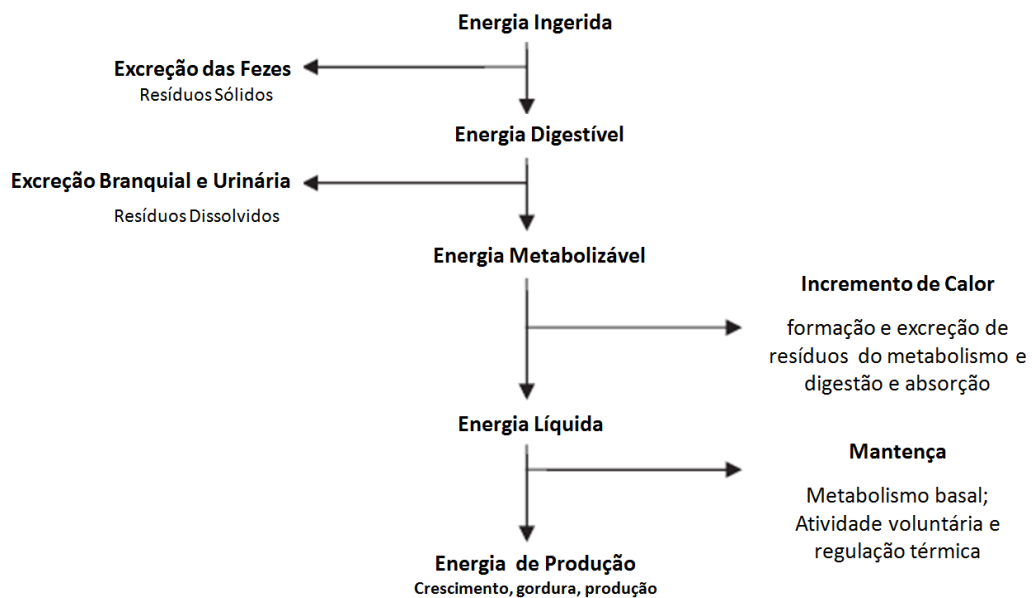 Energia Ingerida
Excreção das Fezes
Resíduos Sólidos
Energia Digestível
Excreção Branquial e Urinária
Resíduos Dissolvidos
Energia Metabolizável
Incremento de Calor
formação e excreção de
resíduos do metabolismo e
digestão e absorção
Energia Líquida
Mantença
Metabolismo basal;
Atividade voluntária e
regulação térmica
Energia de Produção
Crescimento, gordura, produção